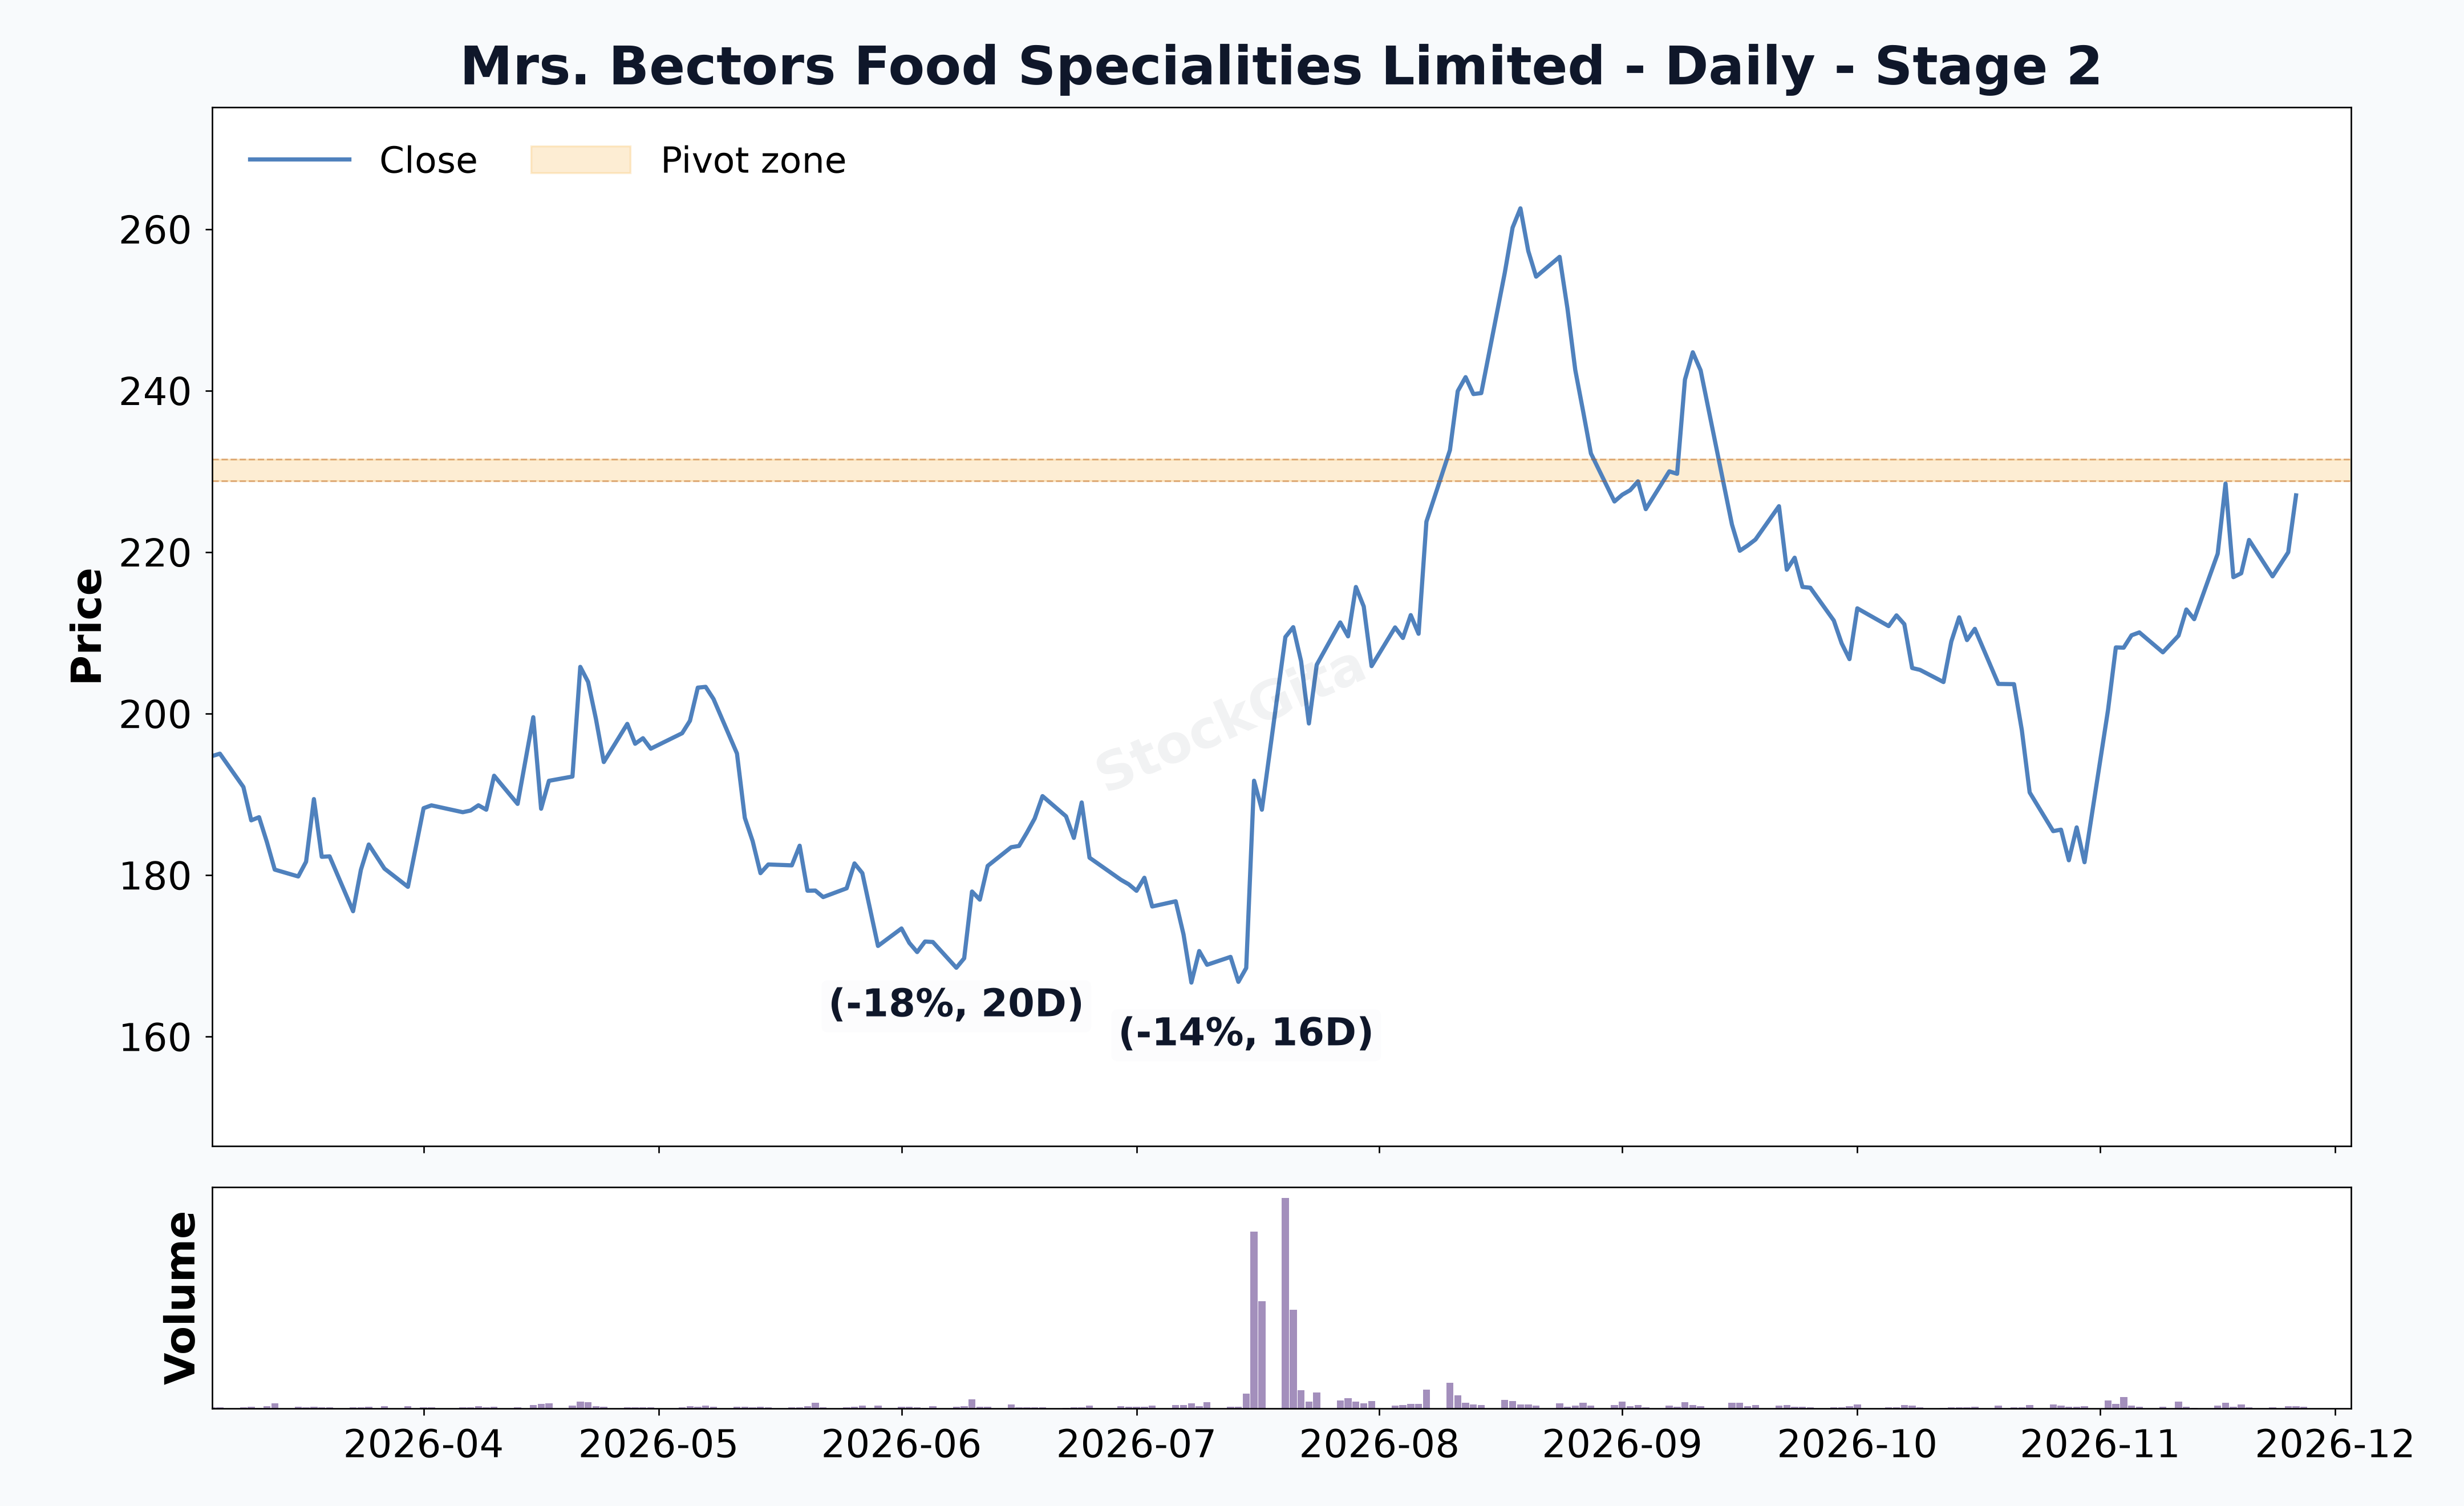 Mrs. Bectors Food Specialities Limited - Daily - Stage 2
Close
Pivot zone
260
240
220
200
180
160
Price
StockGita
(-18%, 20D)
(-14%, 16D)
Volume
2026-04
2026-05
2026-06
2026-07
2026-08
2026-09
2026-10
2026-11
2026-12